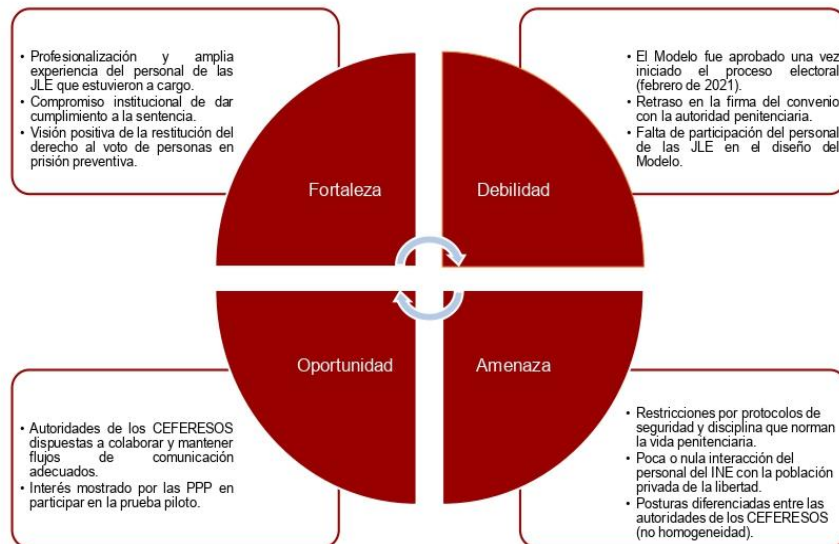 • Profesionalización y amplia
experiencia del personal de las
JLE que estuvieron a cargo.
• Compromiso institucional de dar
cumplimiento a la sentencia.
• Visión positiva de la restitución del
derecho al voto de personas en
prisión preventiva.
• El Modelo fue aprobado una vez
iniciado el proceso electoral
(febrero de 2021).
• Retraso en la firma del convenio
con la autoridad penitenciaria.
• Falta de participación del personal
de las JLE en el diseño del
Modelo.
Fortaleza
Debilidad
Oportunidad
Amenaza
• Autoridades de los CEFERESOS
dispuestas a colaborar y mantener
flujos de comunicación
adecuados.
• Interés mostrado por las PPP en
participar en la prueba piloto.
• Restricciones por protocolos de
seguridad y disciplina que norman
la vida penitenciaria.
• Poca o nula interacción del
personal del INE con la población
privada de la libertad.
• Posturas diferenciadas entre las
autoridades de los CEFERESOS
(no homogeneidad).